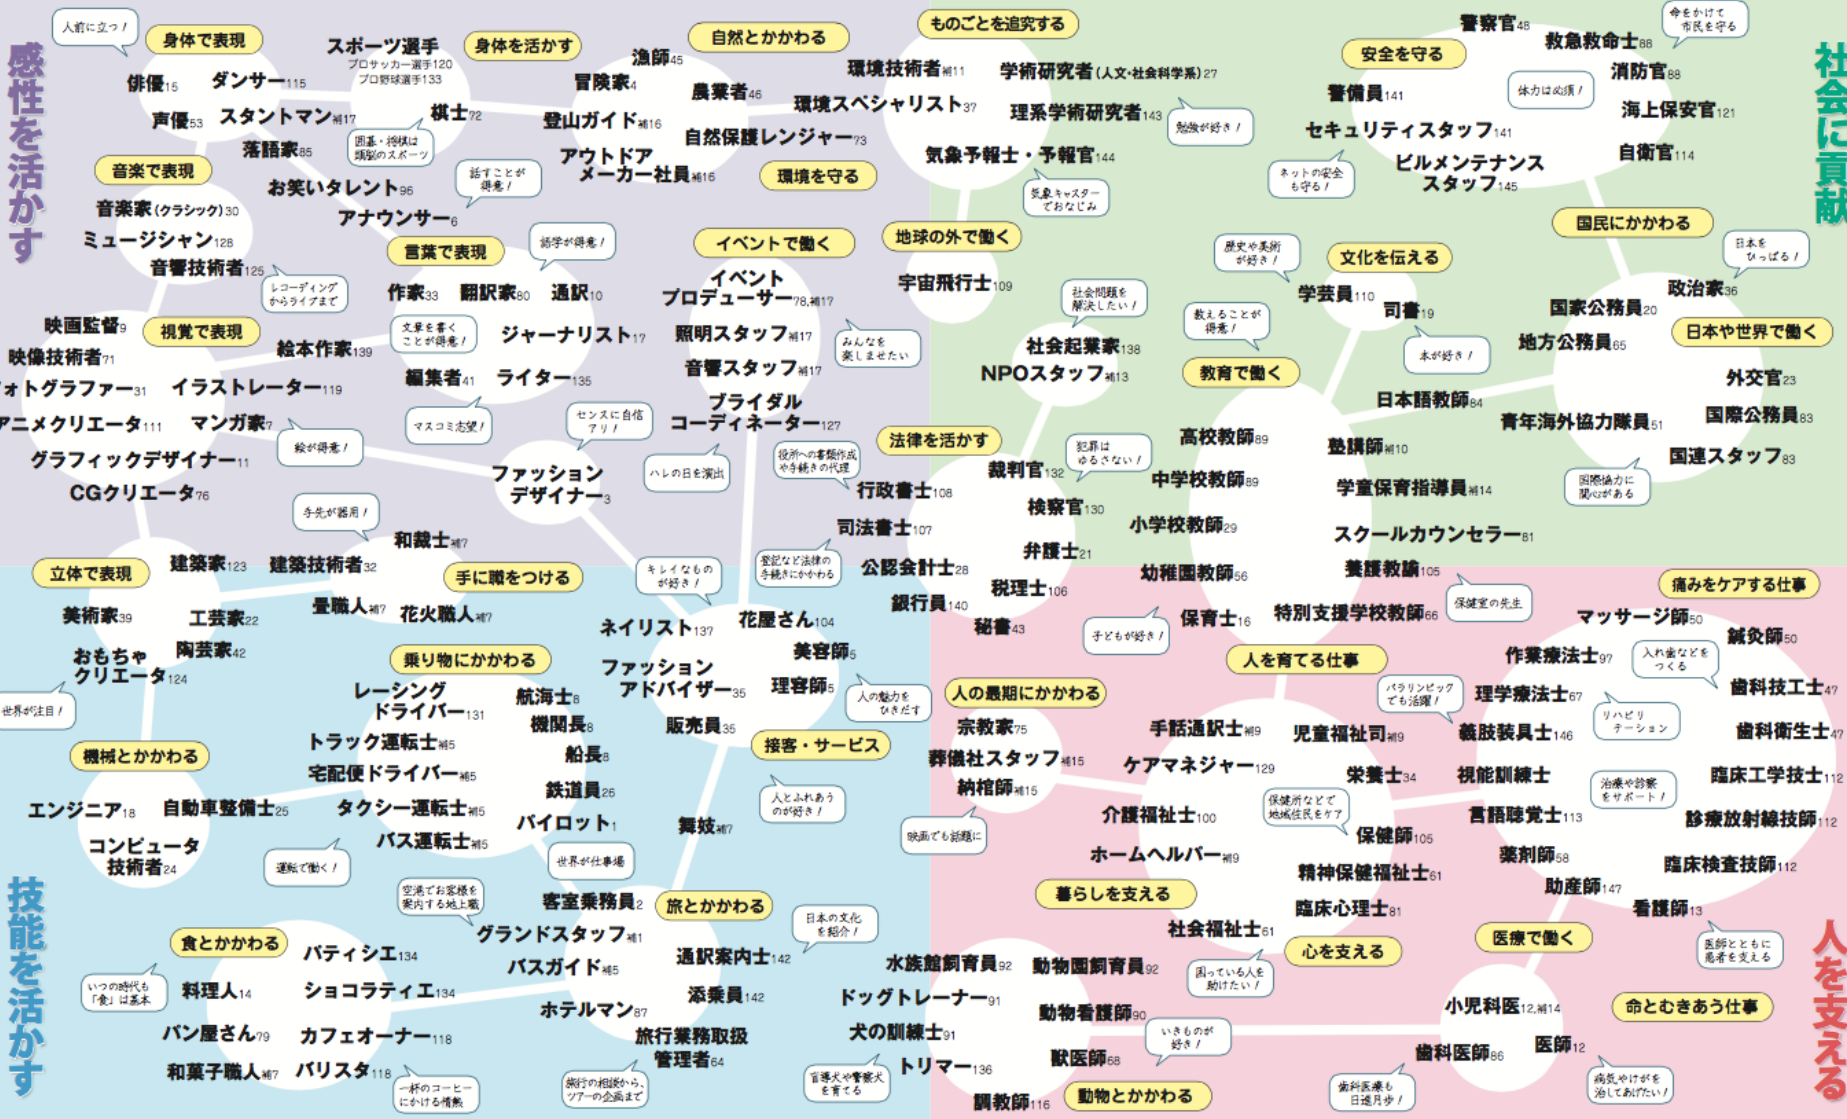 感性を活かす
人前に立つ！
身体で表現
俳優15
ダンサー115
声優53
スタントマン補17
落語家85
お笑いタレント96
アナウンサー6
話すことが
得意！
スポーツ選手
プロサッカー選手120
プロ野球選手133
身体を活かす
棋士72
囲碁・将棋は
頭脳のスポーツ
自然とかかわる
漁師45
冒険家4
農業者46
登山ガイド補16
自然保護レンジャー73
アウトドア
メーカー社員補16
環境を守る
音楽で表現
音楽家(クラシック)30
ミュージシャン128
音響技術者125
レコーディング
からライブまで
言葉で表現
語学が得意！
作家33
翻訳家80
通訳10
文章を書く
ことが得意！
ジャーナリスト17
編集者41
ライター135
マスコミ志望！
イベントで働く
イベント
プロデューサー78,補17
照明スタッフ補17
みんなを
楽しませたい
音響スタッフ補17
ブライダル
コーディネーター127
ハレの日を演出
映画監督9
視覚で表現
映像技術者71
絵本作家139
ォトグラファー31
イラストレーター119
アニメクリエータ111
マンガ家7
絵が得意！
グラフィックデザイナー11
CGクリエータ76
センスに自信
アリ！
ファッション
デザイナー3
ものごとを追究する
環境技術者補11
学術研究者(人文・社会科学系)27
環境スペシャリスト37
理系学術研究者143
勉強が好き！
気象予報士・予報官144
気象キャスター
でおなじみ
地球の外で働く
宇宙飛行士109
社会に貢献
安全を守る
警察官48
命をかけて
市民を守る
救急救命士88
消防官88
体力は必須！
警備員141
海上保安官121
セキュリティスタッフ141
自衛官114
ネットの安全
も守る！
ビルメンテナンス
スタッフ145
社会問題を
解決したい！
社会起業家138
NPOスタッフ補13
歴史や美術
が好き！
文化を伝える
学芸員110
司書19
本が好き！
国民にかかわる
日本を
ひっぱる！
政治家36
国家公務員20
地方公務員65
日本や世界で働く
外交官23
青年海外協力隊員51
国際公務員83
国連スタッフ83
国際協力に
関心がある
教えることが
得意！
教育で働く
日本語教師84
高校教師89
塾講師補10
中学校教師89
学童保育指導員補14
小学校教師29
スクールカウンセラー81
幼稚園教師56
養護教諭105
保健室の先生
保育士16
特別支援学校教師66
子どもが好き！
人を育てる仕事
法律を活かす
犯罪は
ゆるさない！
役所への書類作成
や手続きの代理
裁判官132
行政書士108
検察官130
司法書士107
弁護士21
登記など法律の
手続きにかかわる
公認会計士28
税理士106
銀行員140
秘書43
技能を活かす
立体で表現
建築家123
美術家39
工芸家22
陶芸家42
おもちゃ
クリエータ124
世界が注目！
手先が器用！
和裁士補7
建築技術者32
手に職をつける
畳職人補7
花火職人補7
キレイなもの
が好き！
ネイリスト137
花屋さん104
美容師5
ファッション
アドバイザー35
理容師5
人の魅力を
ひきだす
販売員35
接客・サービス
人とふれあう
のが好き！
舞妓補7
機械とかかわる
エンジニア18
自動車整備士25
コンピュータ
技術者24
乗り物にかかわる
レーシング
ドライバー131
航海士8
機関長8
トラック運転士補5
船長8
宅配便ドライバー補5
鉄道員26
タクシー運転士補5
パイロット1
バス運転士補5
運転で働く！
世界が仕事場
空港でお客様を
案内する地上職
客室乗務員2
旅とかかわる
グランドスタッフ補1
日本の文化
を紹介！
バスガイド補5
通訳案内士142
添乗員142
ホテルマン87
旅行業務取扱
管理者64
旅行の相談から、
ツアーの企画まで
食とかかわる
パティシエ134
いつの時代も
「食」は基本
料理人14
ショコラティエ134
パン屋さん79
カフェオーナー118
和菓子職人補7
バリスタ118
一杯のコーヒー
にかける情熱
人を支える
人の最期にかかわる
宗教家75
葬儀社スタッフ補15
納棺師補15
映画でも話題に
手話通訳士補9
児童福祉司補9
ケアマネジャー129
栄養士34
介護福祉士100
保健所などで
地域住民をケア
保健師105
ホームヘルパー補9
精神保健福祉士61
暮らしを支える
臨床心理士81
社会福祉士61
心を支える
困っている人を
助けたい！
痛みをケアする仕事
マッサージ師50
鍼灸師50
作業療法士97
入れ歯などを
つくる
パラリンピック
でも活躍！
理学療法士67
歯科技工士47
リハビリ
テーション
義肢装具士146
歯科衛生士47
視能訓練士
治療や診察
をサポート！
臨床工学技士112
言語聴覚士113
診療放射線技師112
薬剤師58
臨床検査技師112
助産師147
看護師13
医師とともに
患者を支える
医療で働く
小児科医12,補14
命とむきあう仕事
歯科医師86
医師12
歯科医療も
日進月歩！
病気やけがを
治してあげたい！
水族館飼育員92
動物園飼育員92
ドッグトレーナー91
動物看護師90
犬の訓練士91
いきものが
好き！
トリマー136
獣医師68
盲導犬や警察犬
を育てる
調教師116
動物とかかわる